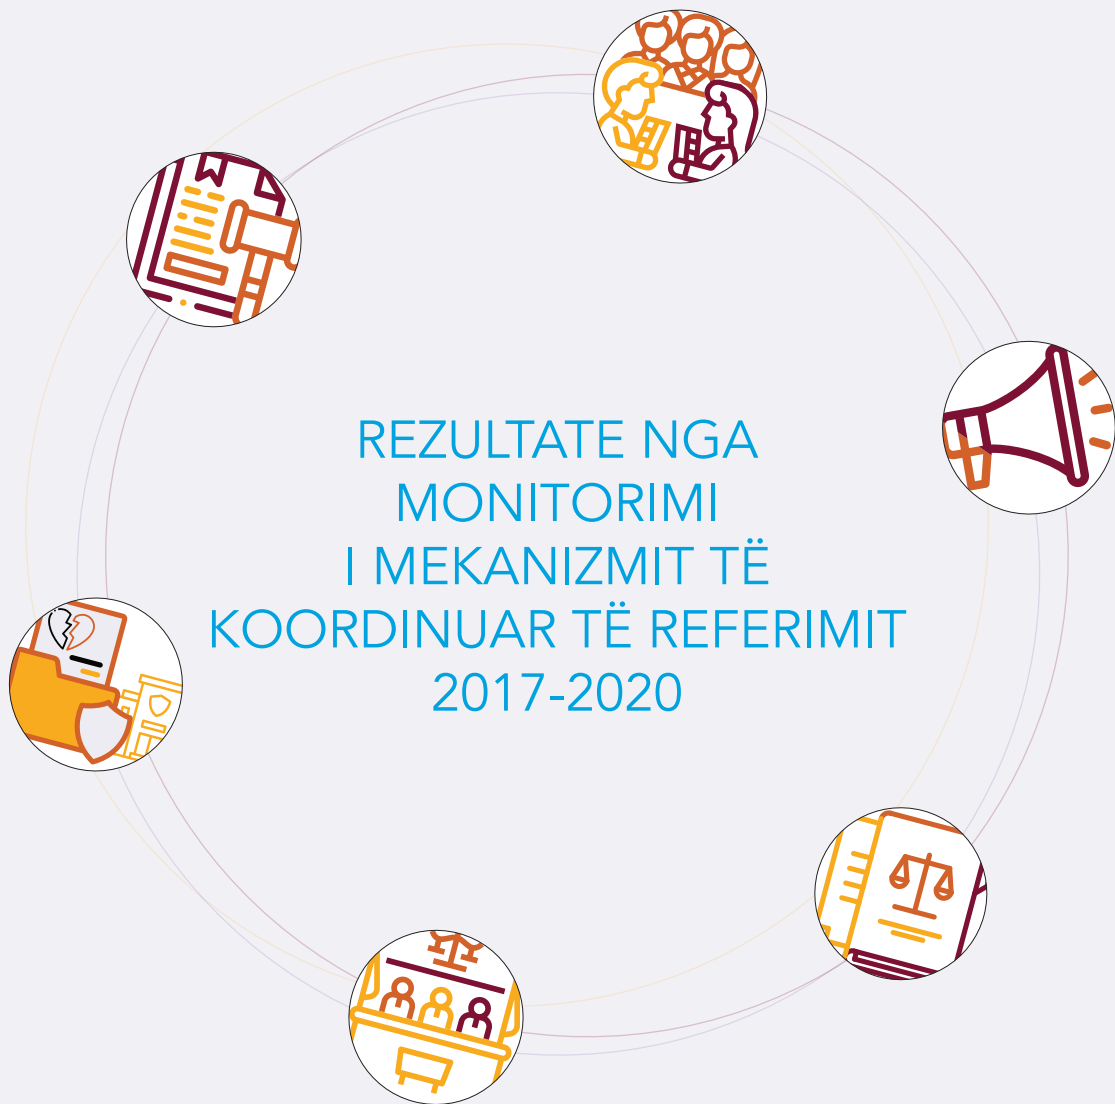 REZULTATE NGA
MONITORIMI
I MEKANIZMIT TË
KOORDINUAR TË REFERIMIT
2017-2020